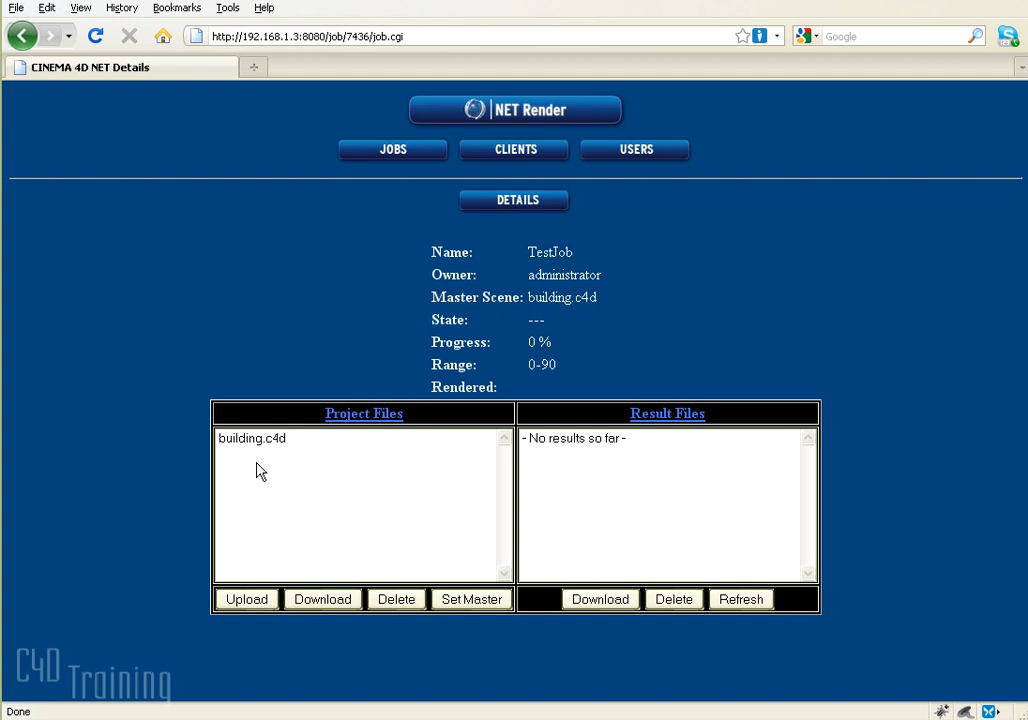 File Edit View History Bookmarks Tools Help
http://192.168.1.3:8080/job/7436/job.cgi
Google
CINEMA 4D NET Details
NET Render
JOBS CLIENTS USERS
DETAILS
Name: TestJob
Owner: administrator
Master Scene: building.c4d
State: ---
Progress: 0 %
Range: 0-90
Rendered:
Project Files Result Files
building.c4d - No results so far -
Upload Download Delete Set Master Download Delete Refresh
C4D Training
Done